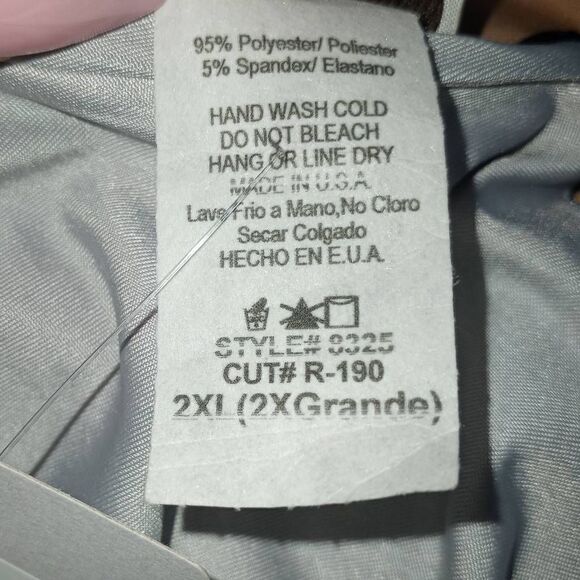 95% Polyester/ Poliester
5% Spandex/ Elastano
HAND WASH COLD
DO NOT BLEACH
HANG OR LINE DRY
MADE IN U.S.A.
Lave Frio a Mano,No Cloro
Secar Colgado
HECHO EN E.U.A.
STYLE# 8325
CUT# R-190
2XL(2XGrande)